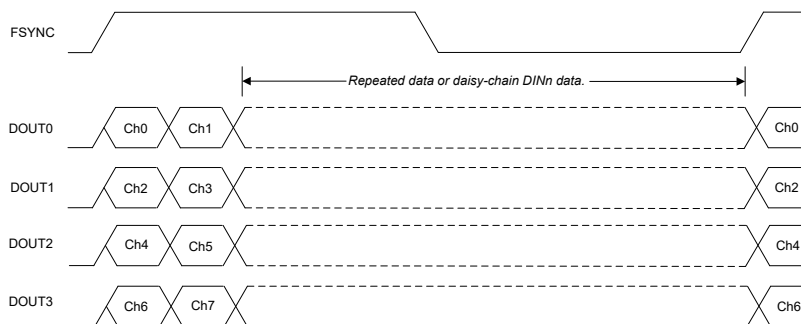 FSYNC
Repeated data or daisy-chain DINn data.
DOUT0 Ch0 Ch1 Ch0
DOUT1 Ch2 Ch3 Ch2
DOUT2 Ch4 Ch5 Ch4
DOUT3 Ch6 Ch7 Ch6